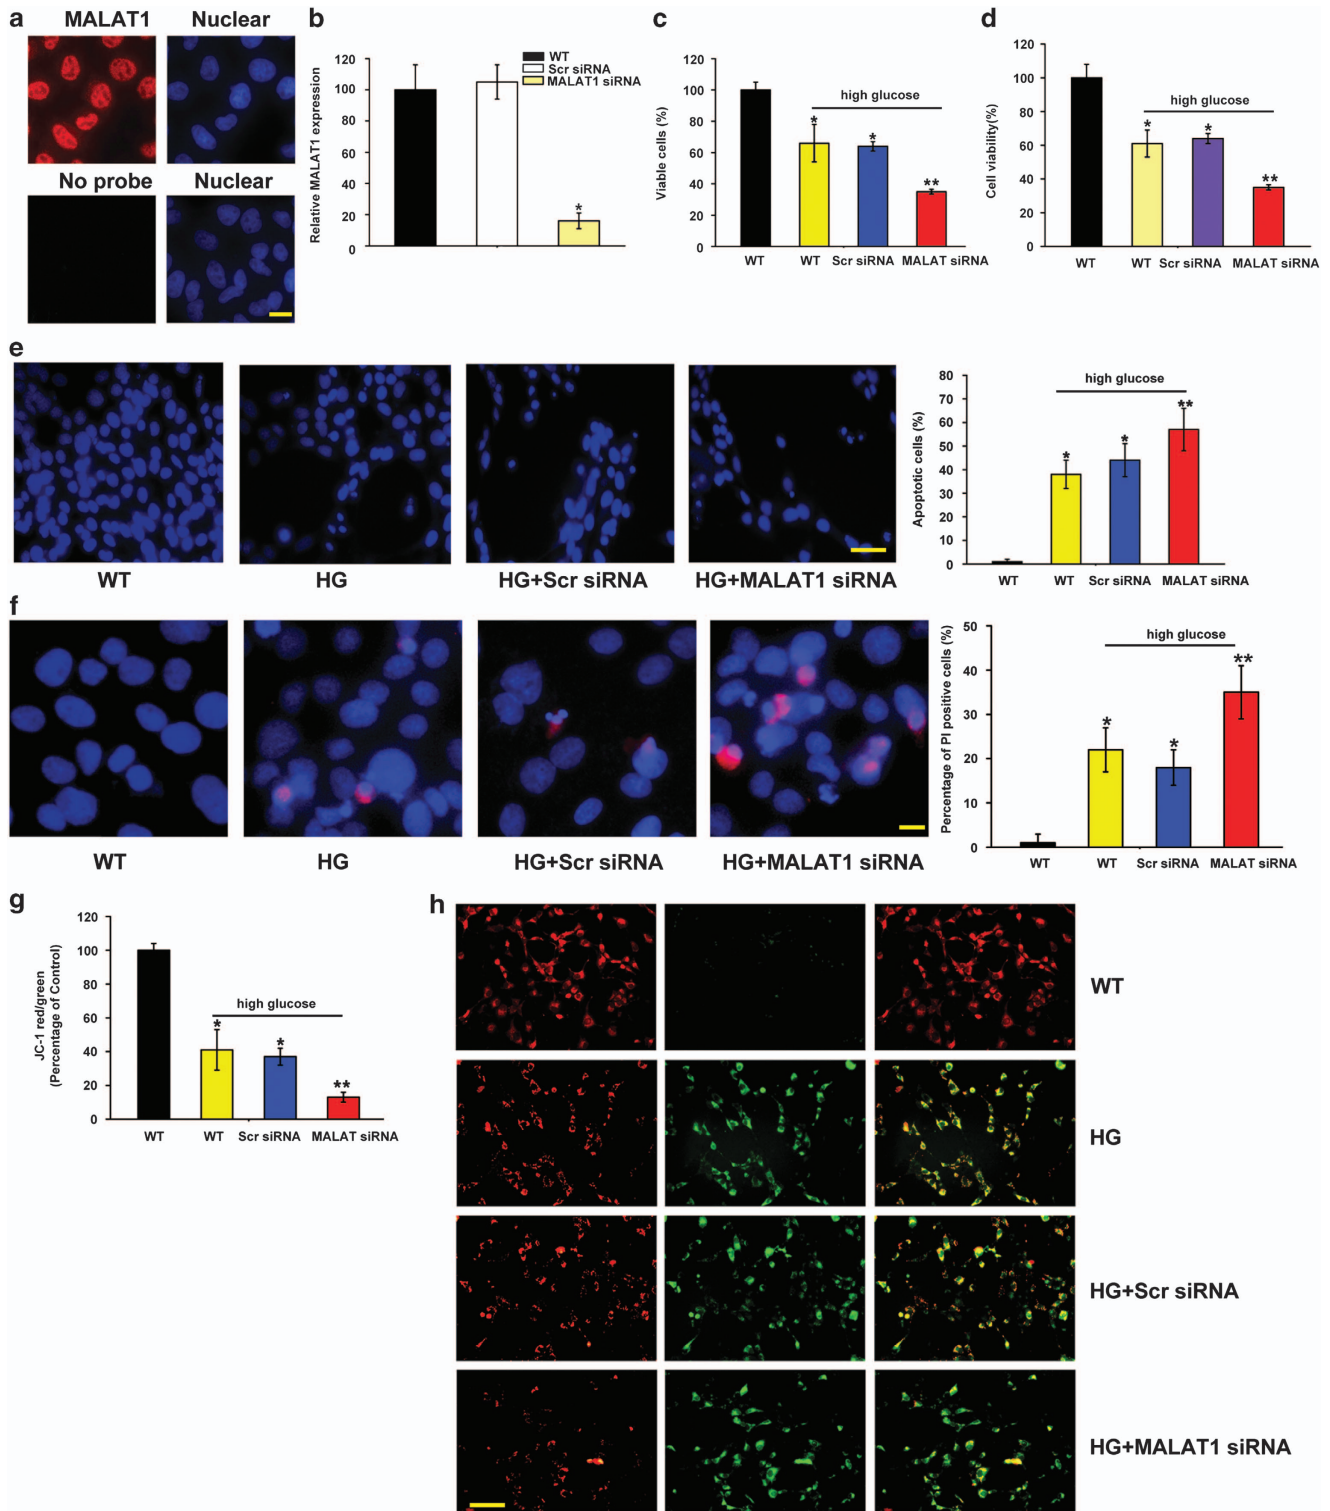 a
MALAT1 Nuclear
No probe Nuclear
b
Relative MALAT1 expression
120
100
80
60
40
20
0
WT
Scr siRNA
MALAT1 siRNA
*
c
Viable cells (%)
120
100
80
60
40
20
0
high glucose
* * **
WT WT Scr siRNA MALAT siRNA
d
Cell viability(%)
120
100
80
60
40
20
0
high glucose
* * **
WT WT Scr siRNA MALAT siRNA
e
WT HG HG+Scr siRNA HG+MALAT1 siRNA
Apoptotic cells (%)
80
70
60
50
40
30
20
10
0
high glucose
* * **
WT WT Scr siRNA MALAT siRNA
f
WT HG HG+Scr siRNA HG+MALAT1 siRNA
Percentage of PI positive cells (%)
50
40
30
20
10
0
high glucose
* * **
WT WT Scr siRNA MALAT siRNA
g
JC-1 red/green
(Percentage of Control)
120
100
80
60
40
20
0
high glucose
* * **
WT WT Scr siRNA MALAT siRNA
h
WT
HG
HG+Scr siRNA
HG+MALAT1 siRNA